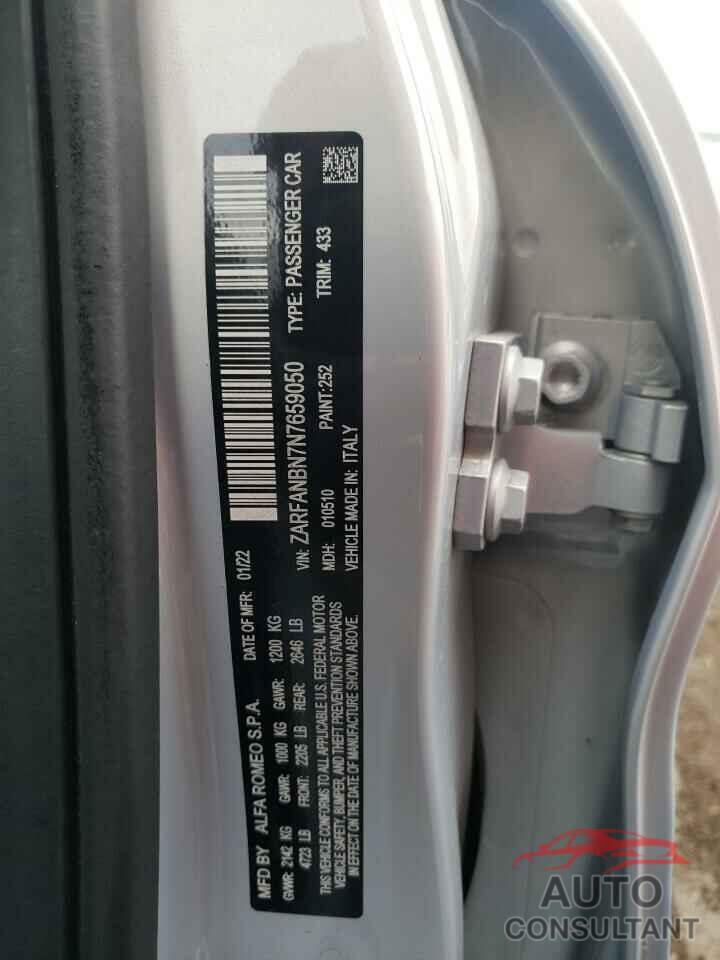 MFD BY ALFA ROMEO S.P.A. DATE OF MFR: 01/22
GVWR: 2142 KG GAWR: 1000 KG GAWR: 1200 KG
4723 LB FRONT: 2205 LB REAR: 2646 LB
THIS VEHICLE CONFORMS TO ALL APPLICABLE U.S. FEDERAL MOTOR
VEHICLE SAFETY, BUMPER, AND THEFT PREVENTION STANDARDS
IN EFFECT ON THE DATE OF MANUFACTURE SHOWN ABOVE.
VIN: ZARFANBN7N7659050 TYPE: PASSENGER CAR
MDH: 010510 PAINT:252 TRIM: 433
VEHICLE MADE IN: ITALY
AUTO
CONSULTANT